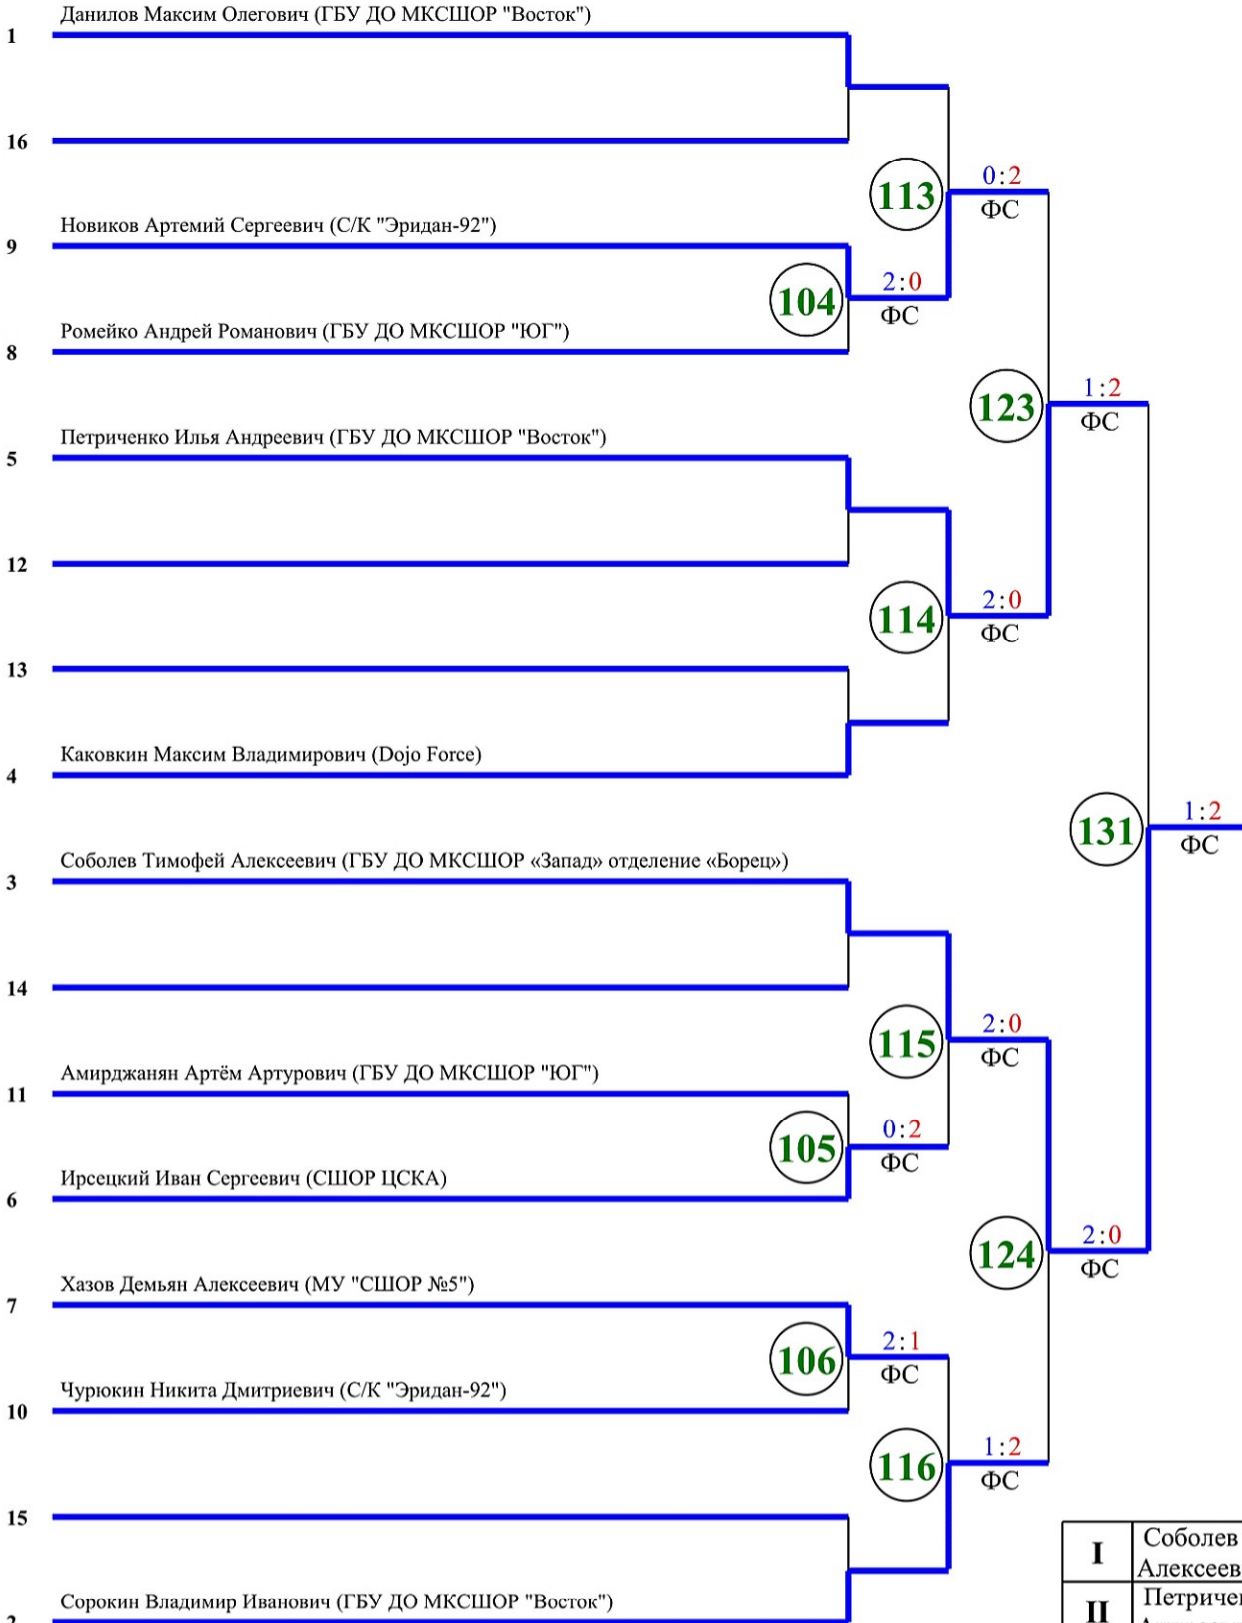 Данилов Максим Олегович (ГБУ ДО МКСШОР "Восток")
1
16
113
0:2
ФС
Новиков Артемий Сергеевич (С/К "Эридан-92")
9
104
2:0
ФС
Ромейко Андрей Романович (ГБУ ДО МКСШОР "ЮГ")
8
123
1:2
ФС
Петриченко Илья Андреевич (ГБУ ДО МКСШОР "Восток")
5
12
114
2:0
ФС
13
Каковкин Максим Владимирович (Dojo Force)
4
131
1:2
ФС
Соболев Тимофей Алексеевич (ГБУ ДО МКСШОР «Запад» отделение «Борец»)
3
14
115
2:0
ФС
Амирджанян Артём Артурович (ГБУ ДО МКСШОР "ЮГ")
11
105
0:2
ФС
Ирсецкий Иван Сергеевич (СШОР ЦСКА)
6
124
2:0
ФС
Хазов Демьян Алексеевич (МУ "СШОР №5")
7
106
2:1
ФС
Чурюкин Никита Дмитриевич (С/К "Эридан-92")
10
116
1:2
ФС
15
I
Соболев
Алексеев
Сорокин Владимир Иванович (ГБУ ДО МКСШОР "Восток")
II
Петричен